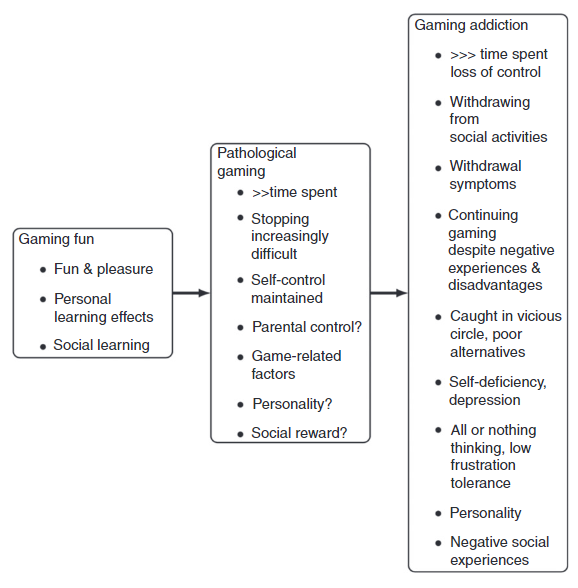 Gaming fun
• Fun & pleasure
• Personal
learning effects
• Social learning
Pathological
gaming
• >>time spent
• Stopping
increasingly
difficult
• Self-control
maintained
• Parental control?
• Game-related
factors
• Personality?
• Social reward?
Gaming addiction
• >>> time spent
loss of control
• Withdrawing
from
social activities
• Withdrawal
symptoms
• Continuing
gaming
despite negative
experiences &
disadvantages
• Caught in vicious
circle, poor
alternatives
• Self-deficiency,
depression
• All or nothing
thinking, low
frustration
tolerance
• Personality
• Negative social
experiences